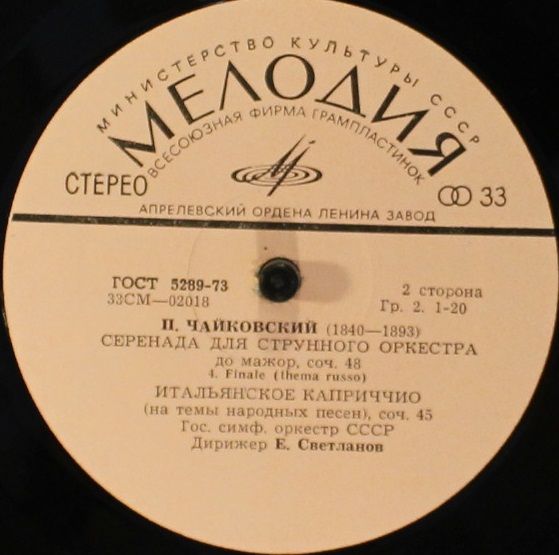 МИНИСТЕРСТВО КУЛЬТУРЫ СССР
МЕЛОДИЯ
ВСЕСОЮЗНАЯ ФИРМА ГРАМПЛАСТИНОК
СТЕРЕО 33
АПРЕЛЕВСКИЙ ОРДЕНА ЛЕНИНА ЗАВОД
ГОСТ 5289-73 2 сторона
33СМ—02018 Гр. 2. 1-20
П. ЧАЙКОВСКИЙ (1840—1893)
СЕРЕНАДА ДЛЯ СТРУННОГО ОРКЕСТРА
до мажор, соч. 48
4. Finale (thema russo)
ИТАЛЬЯНСКОЕ КАПРИЧЧИО
(на темы народных песен), соч. 45
Гос. симф. оркестр СССР
Дирижер Е. Светланов